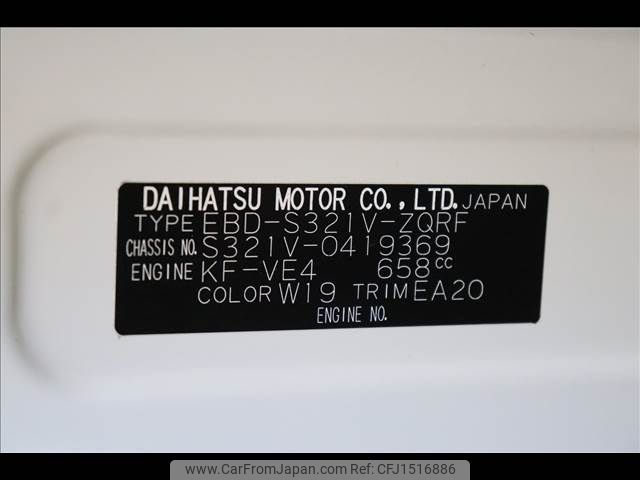 DAIHATSU MOTOR CO.,LTD. JAPAN
TYPE EBD-S321V-ZQRF
CHASSIS NO. S321V-0419369
ENGINE KF-VE4 658cc
COLOR W19 TRIM EA20
ENGINE NO.
www.CarFromJapan.com CFJ1516886